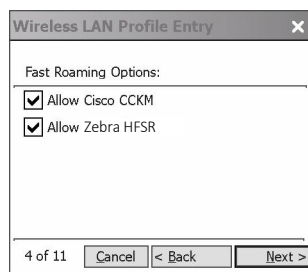 Wireless LAN Profile Entry
Fast Roaming Options:
Allow Cisco CCKM
Allow Zebra HFSR
4 of 11 Cancel < Back Next >